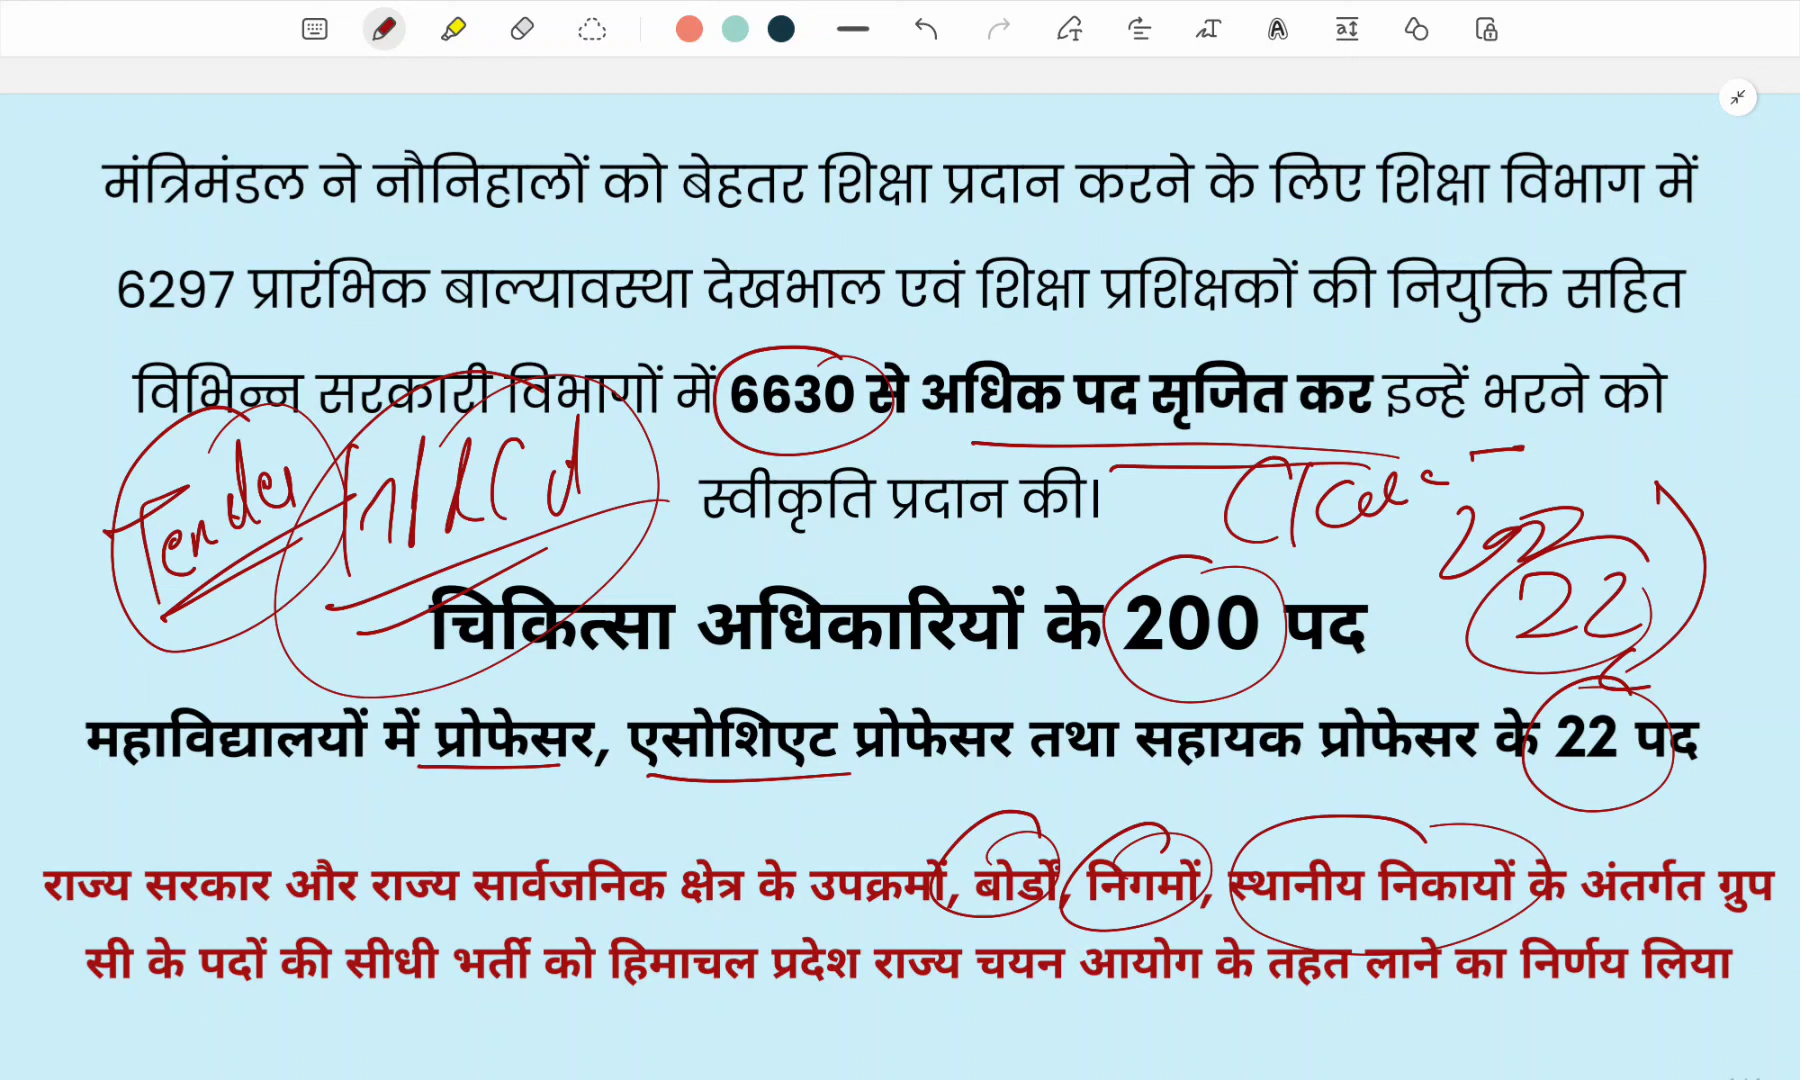 मंत्रिमंडल ने नौनिहालों को बेहतर शिक्षा प्रदान करने के लिए शिक्षा विभाग में
6297 प्रारंभिक बाल्यावस्था देखभाल एवं शिक्षा प्रशिक्षकों की नियुक्ति सहित
विभिन्न सरकारी विभागों में 6630 से अधिक पद सृजित कर इन्हें भरने को
स्वीकृति प्रदान की।
Tender
22
चिकित्सा अधिकारियों के 200 पद
महाविद्यालयों में प्रोफेसर, एसोशिएट प्रोफेसर तथा सहायक प्रोफेसर के 22 पद
राज्य सरकार और राज्य सार्वजनिक क्षेत्र के उपक्रमों, बोर्डों, निगमों, स्थानीय निकायों के अंतर्गत ग्रुप
सी के पदों की सीधी भर्ती को हिमाचल प्रदेश राज्य चयन आयोग के तहत लाने का निर्णय लिया